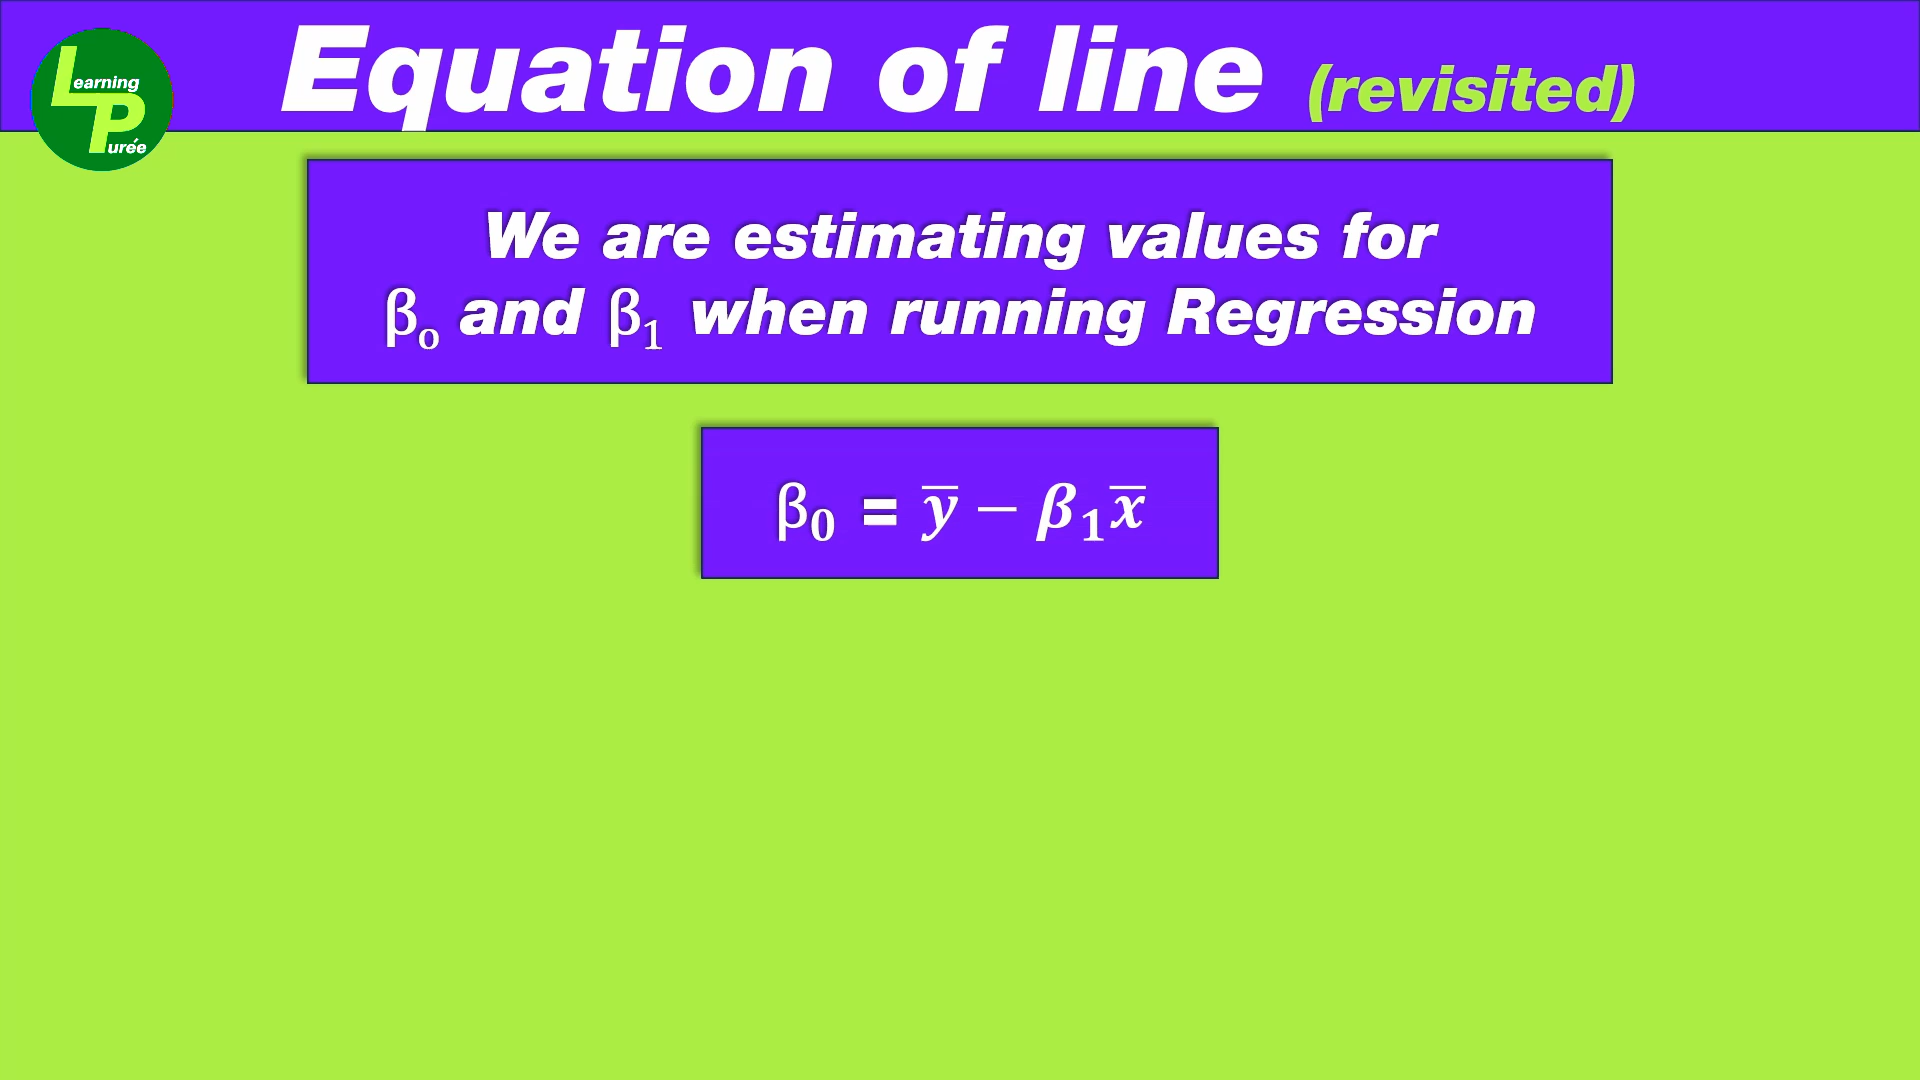 Learning Purée
Equation of line (revisited)
We are estimating values for
βₒ and β₁ when running Regression
β₀ = y̅ − β₁x̅